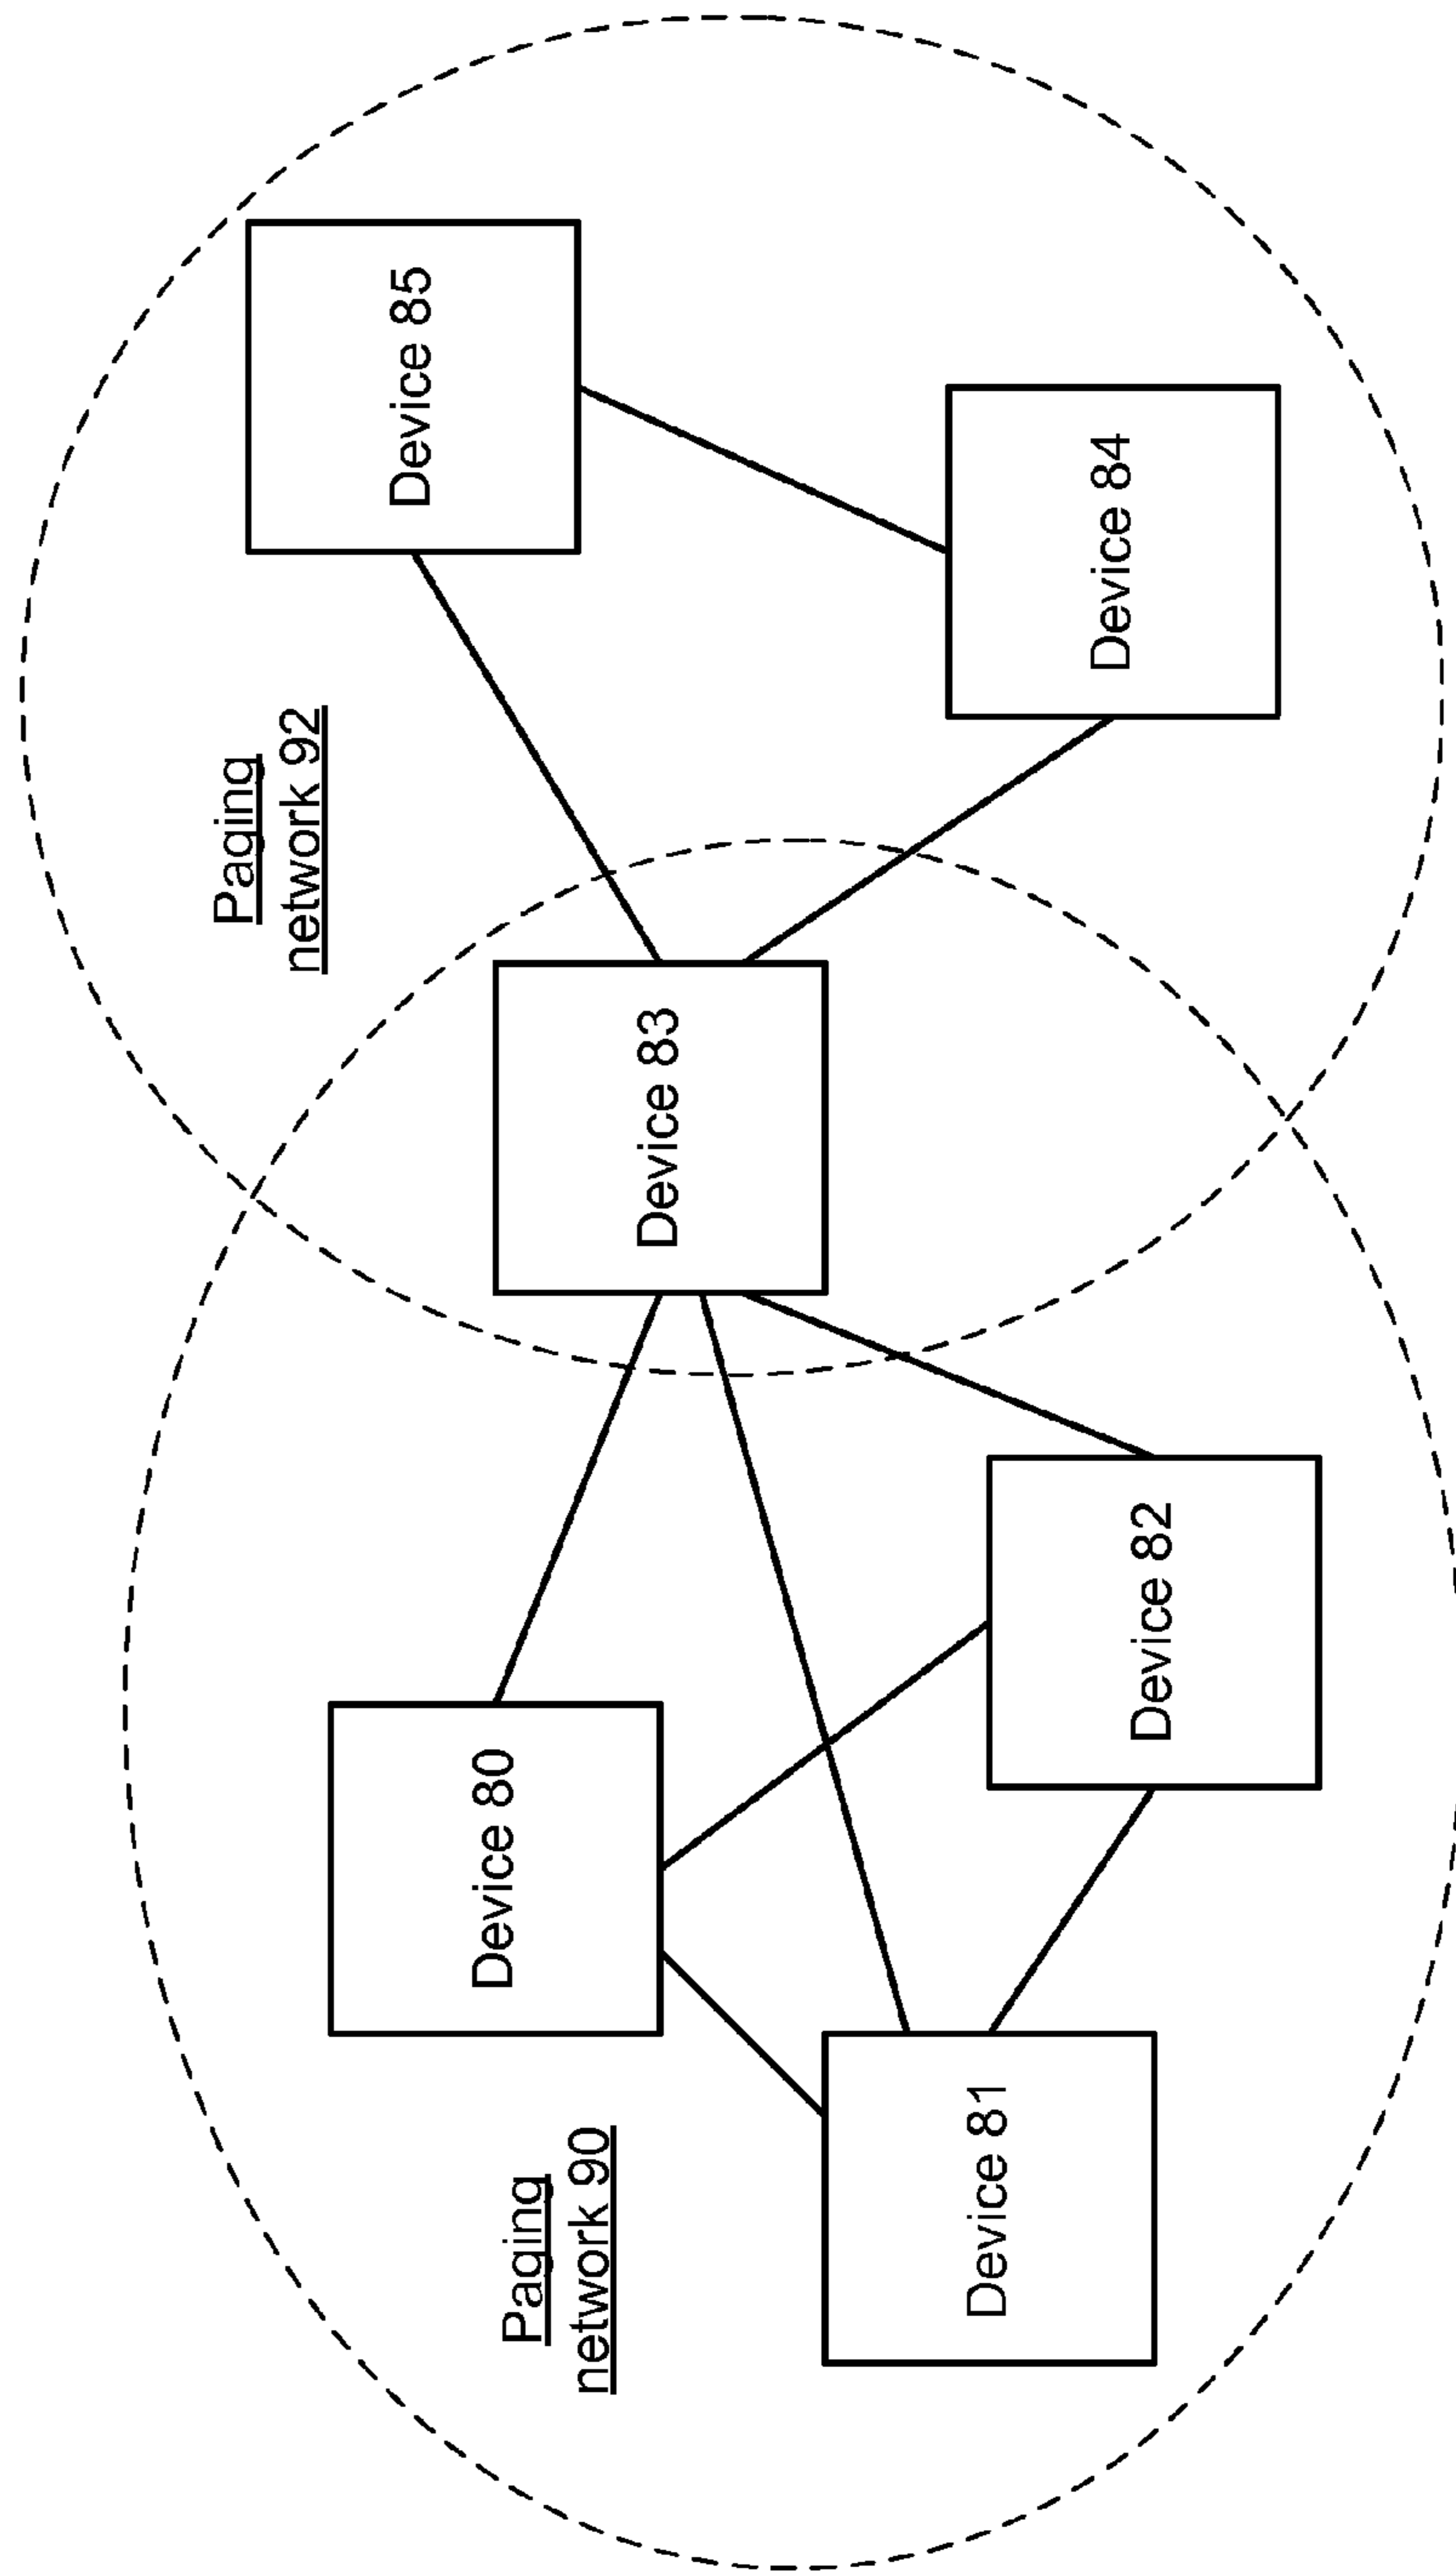 Paging
network 90
Paging
network 92
Device 80
Device 81
Device 82
Device 83
Device 84
Device 85